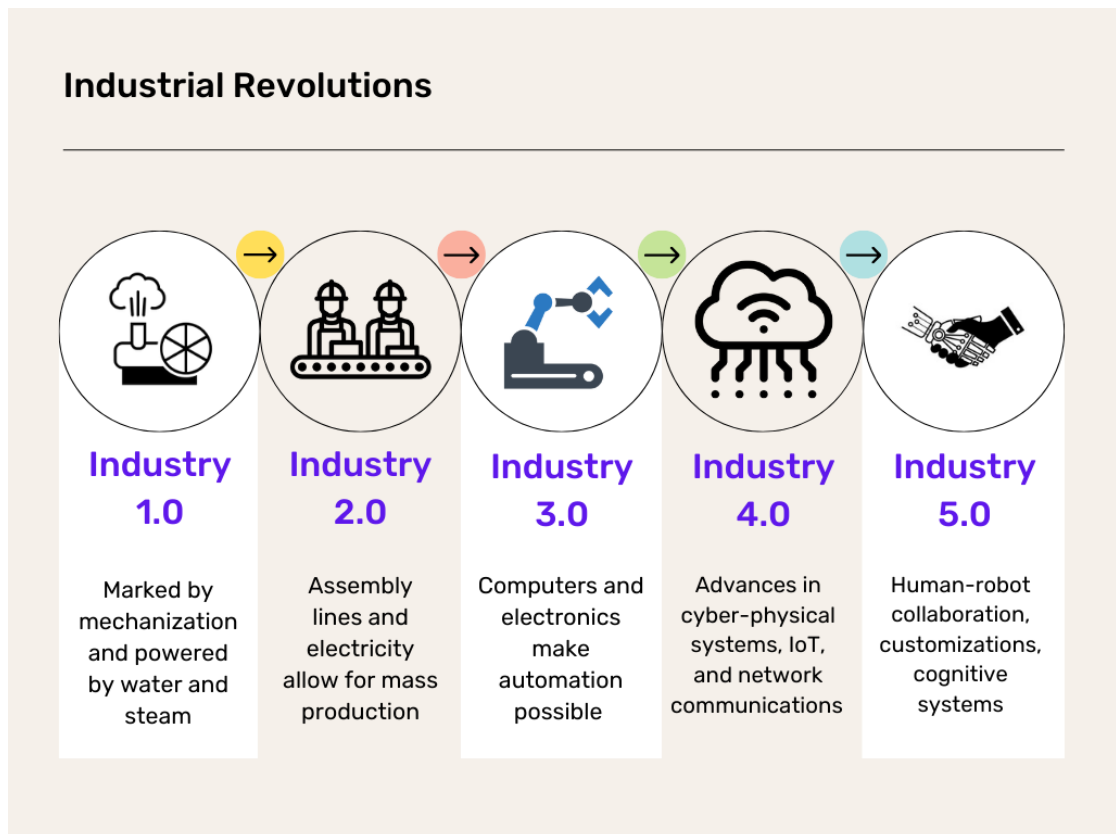 Industrial Revolutions
Industry
1.0
Marked by
mechanization
and powered
by water and
steam
Industry
2.0
Assembly
lines and
electricity
allow for mass
production
Industry
3.0
Computers and
electronics
make
automation
possible
Industry
4.0
Advances in
cyber-physical
systems, IoT,
and network
communications
Industry
5.0
Human-robot
collaboration,
customizations,
cognitive
systems